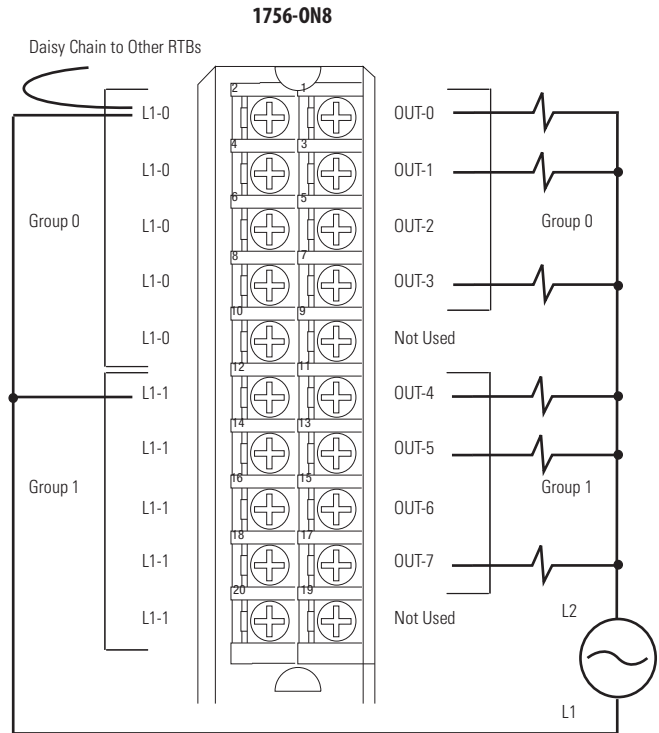 1756-ON8
Daisy Chain to Other RTBs
2 1
L1-0 OUT-0
4 3
L1-0 OUT-1
6 5
Group 0 L1-0 OUT-2 Group 0
8 7
L1-0 OUT-3
10 9
L1-0 Not Used
12 11
L1-1 OUT-4
14 13
L1-1 OUT-5
16 15
Group 1 Group 1
L1-1 OUT-6
18 17
L1-1 OUT-7
20 19
L1-1 Not Used
L2
L1